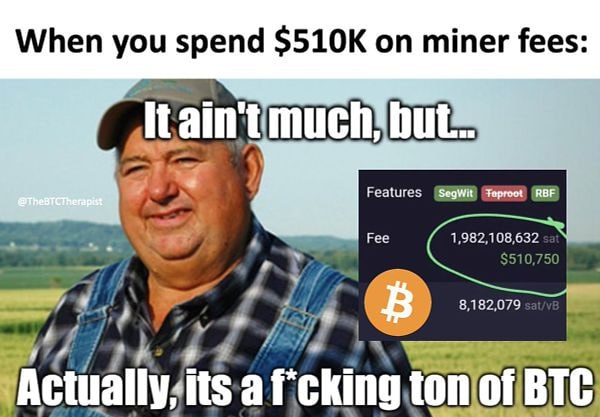 When you spend $510K on miner fees:
It ain't much, but...
@TheBTCTherapist
Features SegWit Taproot RBF
Fee 1,982,108,632 sat
$510,750
8,182,079 sat/vB
Actually, its a f*cking ton of BTC